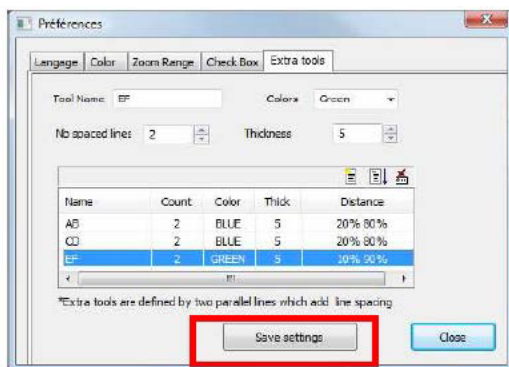 Préférences
Langage Color Zoom Range Check Box Extra tools
Tool Name EF Colors Green
Nb spaced lines 2 Thickness 5
Name Count Color Thick Distance
AB 2 BLUE 5 20% 80%
CD 2 BLUE 5 20% 80%
EF 2 GREEN 5 10% 90%
*Extra tools are defined by two parallel lines which add line spacing
Save settings Close